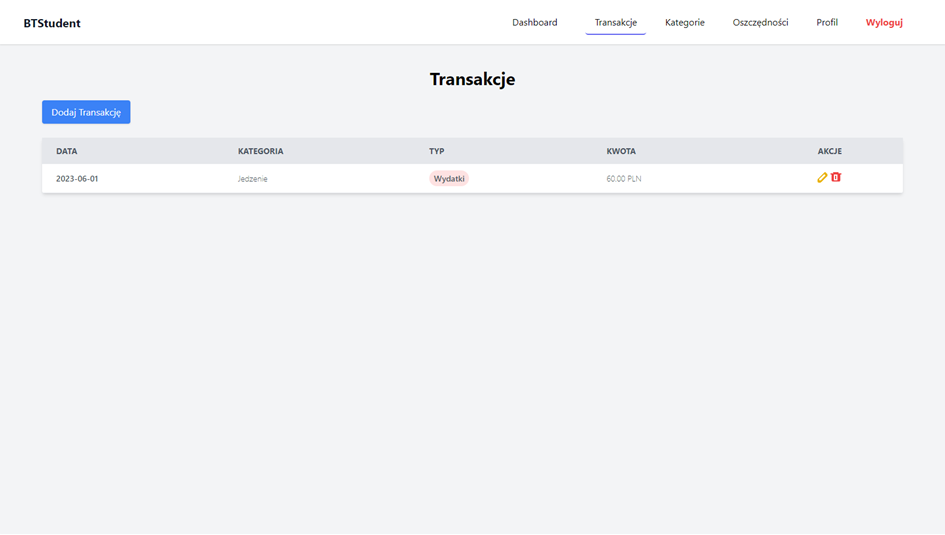 BTStudent
Dashboard Transakcje Kategorie Oszczędności Profil Wyloguj
Transakcje
Dodaj Transakcję
DATA KATEGORIA TYP KWOTA AKCJE
2023-06-01 Jedzenie Wydatki 60.00 PLN